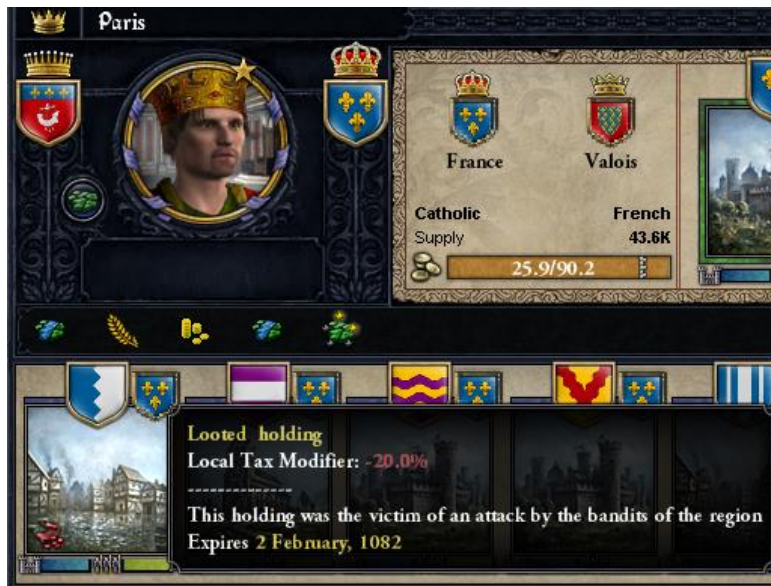 Paris
France Valois
Catholic French
Supply 43.6K
25.9/90.2
Looted holding
Local Tax Modifier: -20.0%
--------------
This holding was the victim of an attack by the bandits of the region
Expires 2 February, 1082